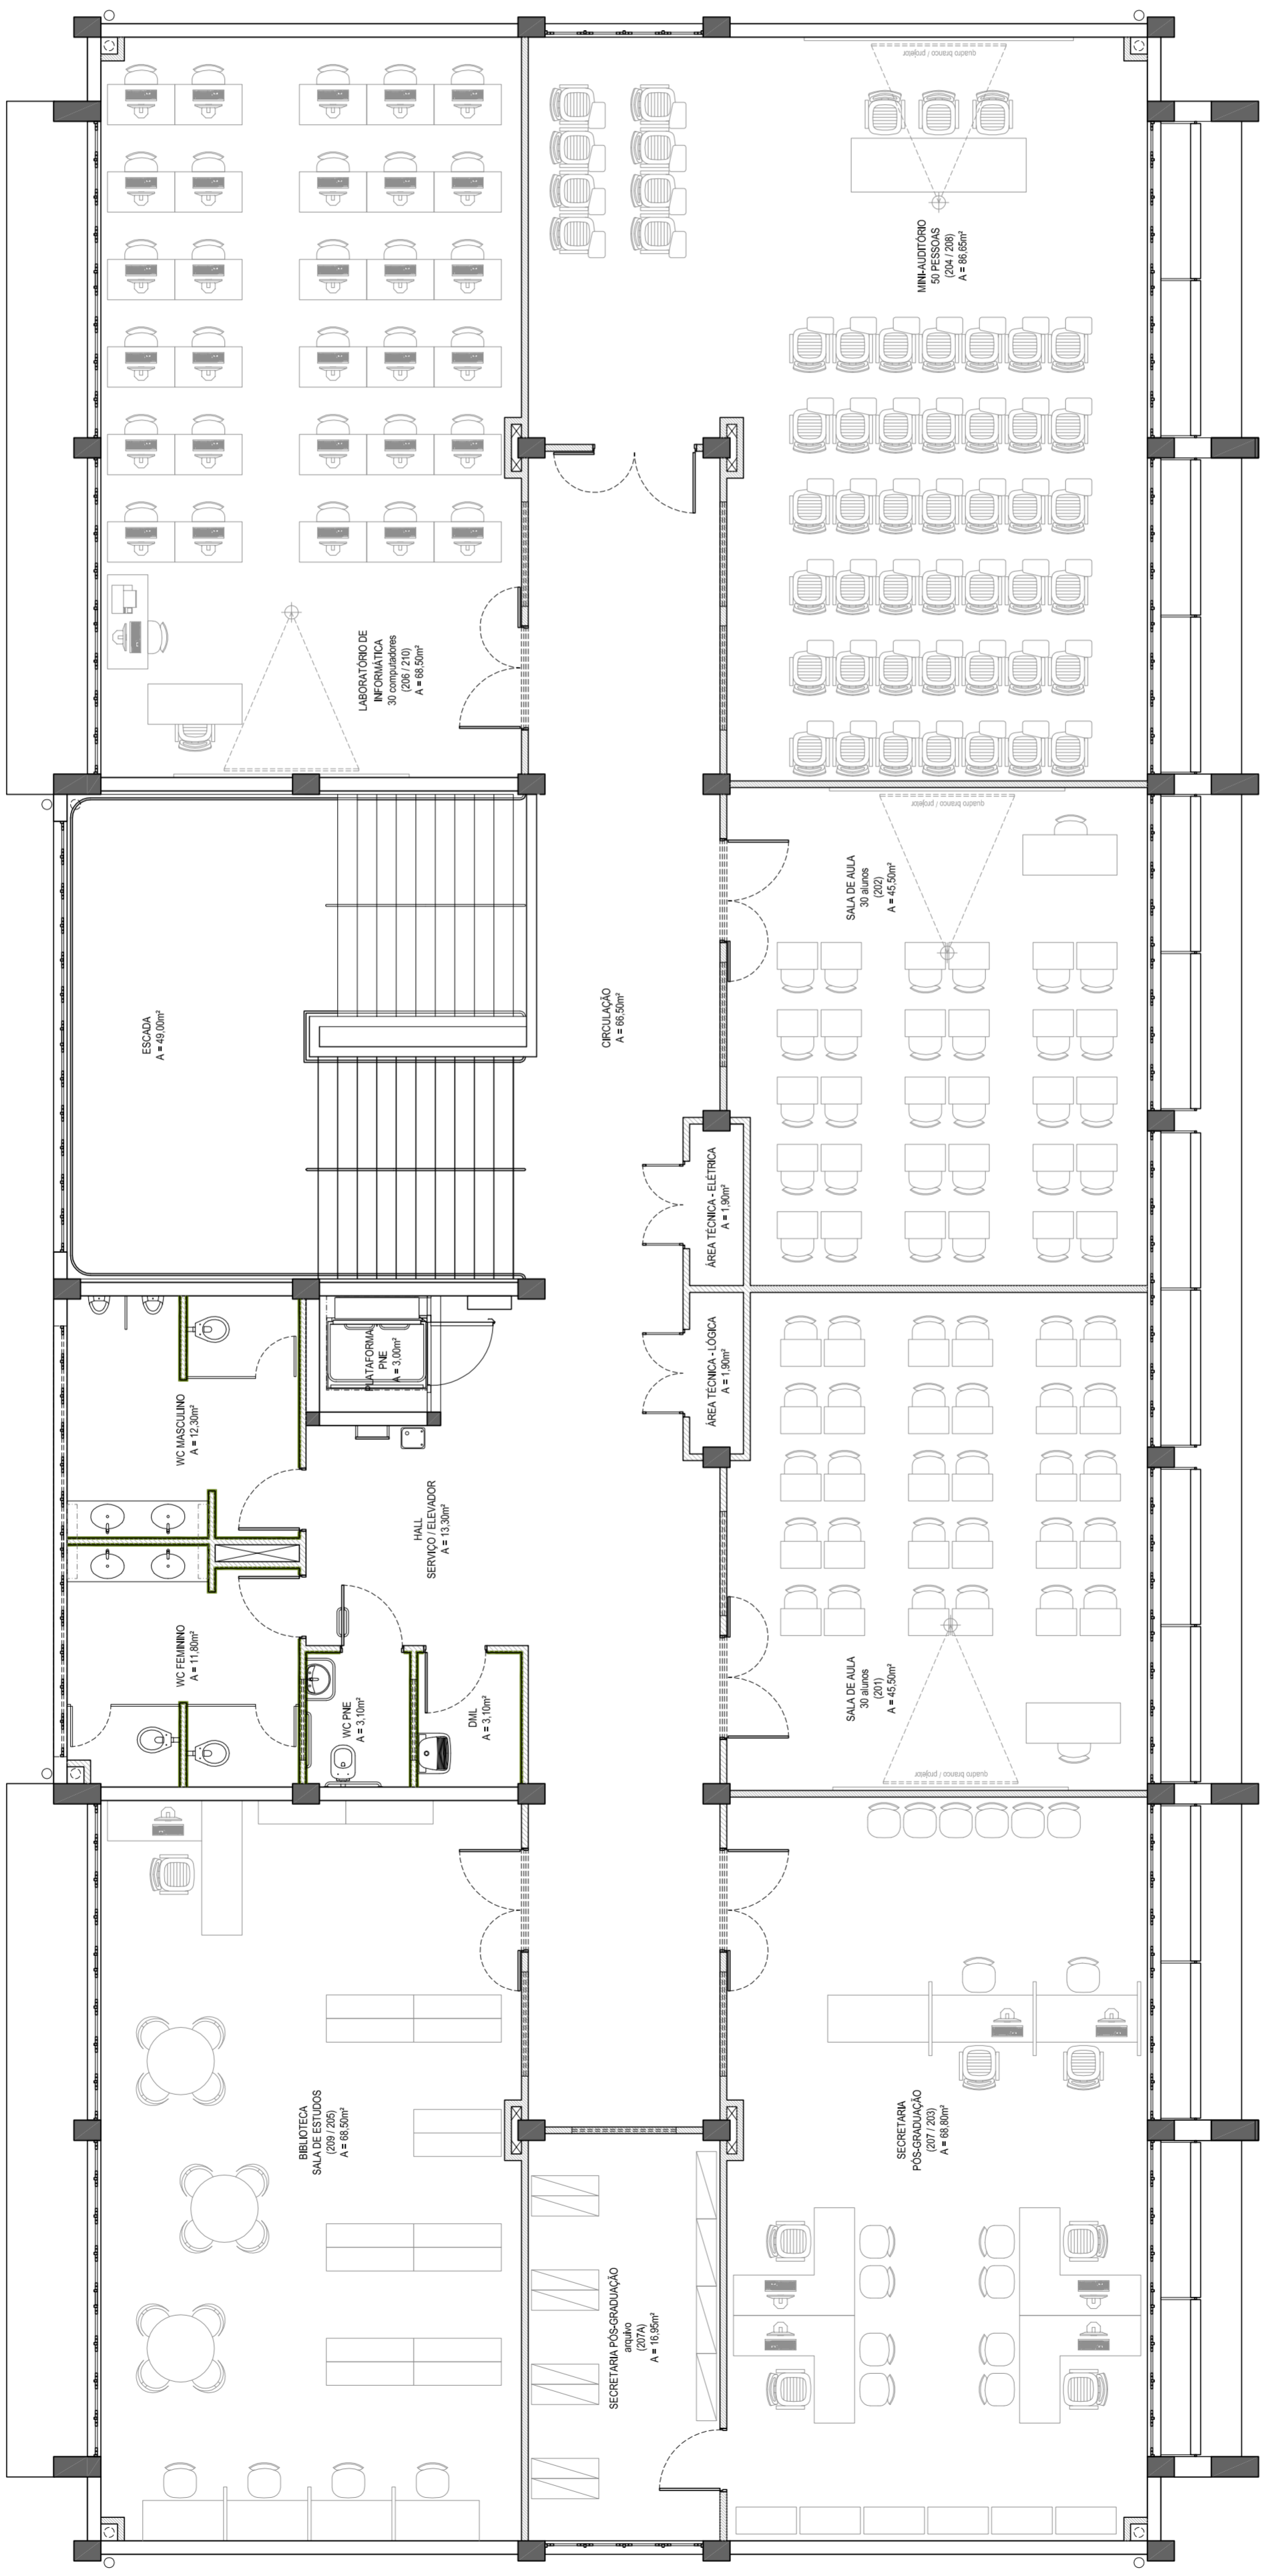 quadro branco / projetor
MINI-AUDITÓRIO
50 PESSOAS
(204 / 208)
A = 86,65m²
LABORATÓRIO DE
INFORMÁTICA
30 computadores
(206 / 210)
A = 68,50m²
quadro branco / projetor
SALA DE AULA
30 alunos
(202)
A = 45,50m²
ESCADA
A = 49,00m²
CIRCULAÇÃO
A = 66,50m²
ÁREA TÉCNICA - ELÉTRICA
A = 1,90m²
PLATAFORMA
PNE
A = 3,00m²
ÁREA TÉCNICA - LÓGICA
A = 1,90m²
WC MASCULINO
A = 12,30m²
HALL
SERVIÇO / ELEVADOR
A = 13,30m²
WC FEMININO
A = 11,80m²
WC PNE
A = 3,10m²
DML
A = 3,10m²
SALA DE AULA
30 alunos
(201)
A = 45,50m²
quadro branco / projetor
BIBLIOTECA
SALA DE ESTUDOS
(209 / 205)
A = 68,50m²
SECRETARIA
PÓS-GRADUAÇÃO
(207 / 203)
A = 68,80m²
SECRETARIA PÓS-GRADUAÇÃO
arquivo
(207A)
A = 16,95m²